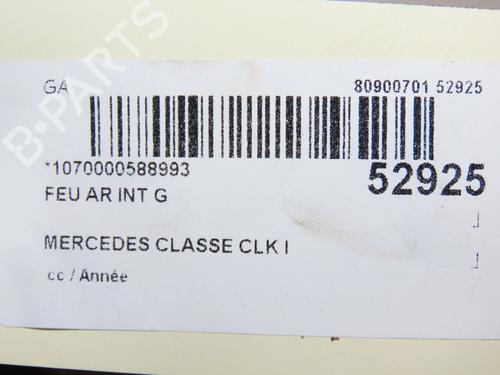 GA 80900701 52925
*1070000588993 52925
FEU AR INT G
MERCEDES CLASSE CLK I
cc / Année
B-PARTS